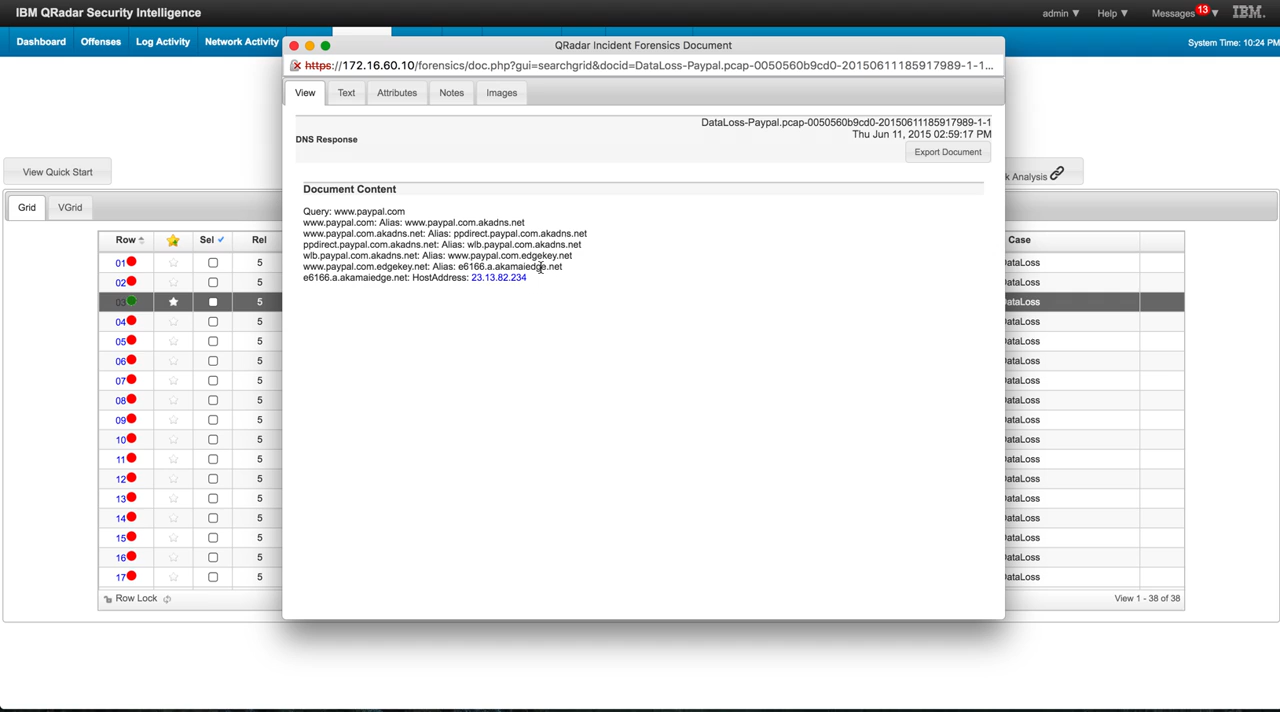 IBM QRadar Security Intelligence
admin ▼ Help ▼ Messages 13 ▼ IBM.
Dashboard Offenses Log Activity Network Activity
System Time: 10:24 PM
QRadar Incident Forensics Document
https://172.16.60.10/forensics/doc.php?gui=searchgrid&docid=DataLoss-Paypal.pcap-0050560b9cd0-20150611185917989-1-1...
View Text Attributes Notes Images
DataLoss-Paypal.pcap-0050560b9cd0-20150611185917989-1-1
Thu Jun 11, 2015 02:59:17 PM
DNS Response
Export Document
View Quick Start
k Analysis
Document Content
Grid VGrid
Query: www.paypal.com
www.paypal.com: Alias: www.paypal.com.akadns.net
www.paypal.com.akadns.net: Alias: ppdirect.paypal.com.akadns.net
ppdirect.paypal.com.akadns.net: Alias: wlb.paypal.com.akadns.net
wlb.paypal.com.akadns.net: Alias: www.paypal.com.edgekey.net
www.paypal.com.edgekey.net: Alias: e6166.a.akamaiedge.net
e6166.a.akamaiedge.net: HostAddress: 23.13.82.234
Row Sel Rel Case
01 5 DataLoss
02 5 DataLoss
03 5 DataLoss
04 5 DataLoss
05 5 DataLoss
06 5 DataLoss
07 5 DataLoss
08 5 DataLoss
09 5 DataLoss
10 5 DataLoss
11 5 DataLoss
12 5 DataLoss
13 5 DataLoss
14 5 DataLoss
15 5 DataLoss
16 5 DataLoss
17 5 DataLoss
Row Lock
View 1 - 38 of 38